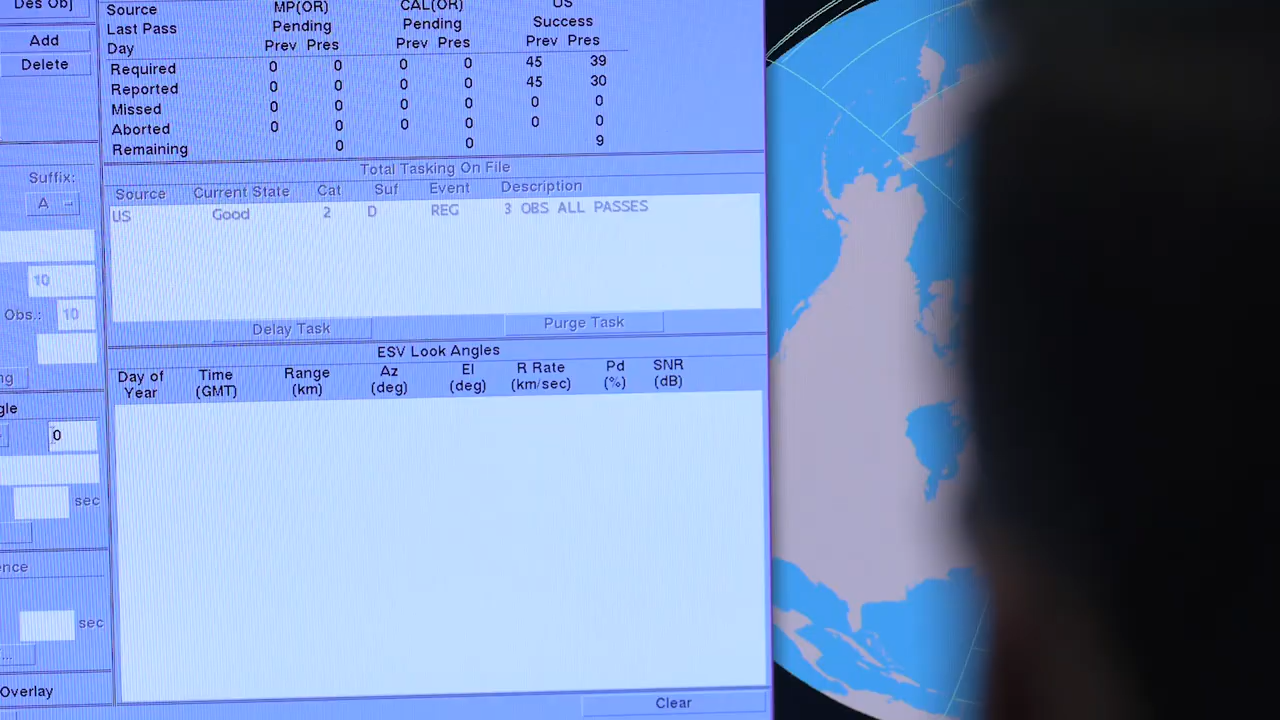 Des Obj
Add
Delete
Source MP(OR) CAL(OR) US
Last Pass Pending Pending Success
Day Prev Pres Prev Pres Prev Pres
Required 0 0 0 0 45 39
Reported 0 0 0 0 45 30
Missed 0 0 0 0 0 0
Aborted 0 0 0 0 0 0
Remaining 0 0 9
Total Tasking On File
Suffix:
A
Source Current State Cat Suf Event Description
US Good 2 D REG 3 OBS ALL PASSES
10
Obs.: 10
Delay Task Purge Task
ESV Look Angles
Day of Year Time (GMT) Range (km) Az (deg) El (deg) R Rate (km/sec) Pd (%) SNR (dB)
0
sec
sec
Overlay
Clear